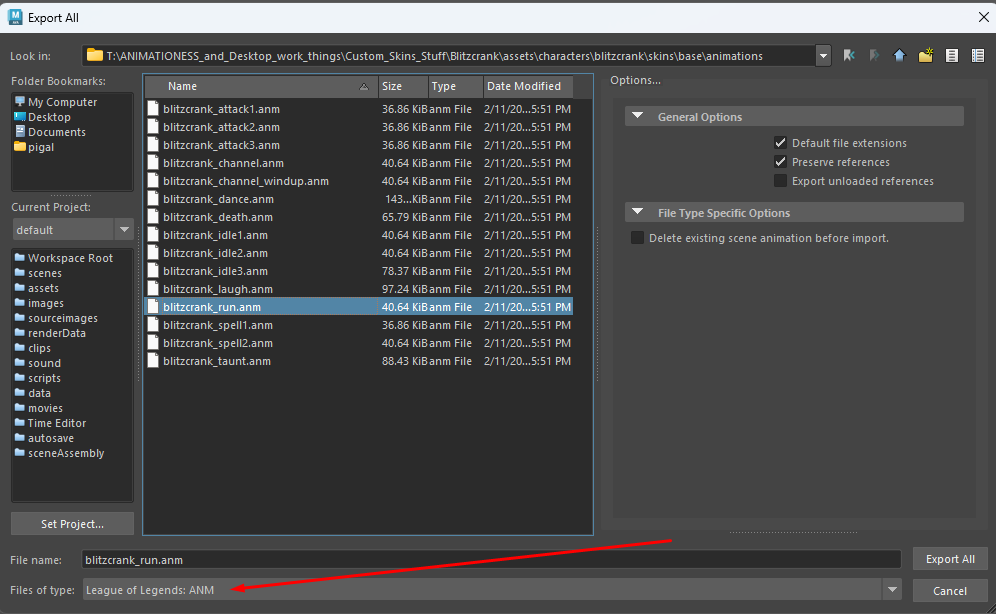 Export All
Look in: T:\ANIMATIONESS_and_Desktop_work_things\Custom_Skins_Stuff\Blitzcrank\assets\characters\blitzcrank\skins\base\animations
Folder Bookmarks:
My Computer
Desktop
Documents
pigal
Current Project:
default
Workspace Root
scenes
assets
images
sourceimages
renderData
clips
sound
scripts
data
movies
Time Editor
autosave
sceneAssembly
Set Project...
Name Size Type Date Modified
blitzcrank_attack1.anm 36.86 KiB anm File 2/11/20...5:51 PM
blitzcrank_attack2.anm 36.86 KiB anm File 2/11/20...5:51 PM
blitzcrank_attack3.anm 36.86 KiB anm File 2/11/20...5:51 PM
blitzcrank_channel.anm 40.64 KiB anm File 2/11/20...5:51 PM
blitzcrank_channel_windup.anm 40.64 KiB anm File 2/11/20...5:51 PM
blitzcrank_dance.anm 143...KiB anm File 2/11/20...5:51 PM
blitzcrank_death.anm 65.79 KiB anm File 2/11/20...5:51 PM
blitzcrank_idle1.anm 40.64 KiB anm File 2/11/20...5:51 PM
blitzcrank_idle2.anm 40.64 KiB anm File 2/11/20...5:51 PM
blitzcrank_idle3.anm 78.37 KiB anm File 2/11/20...5:51 PM
blitzcrank_laugh.anm 97.24 KiB anm File 2/11/20...5:51 PM
blitzcrank_run.anm 40.64 KiB anm File 2/11/20...5:51 PM
blitzcrank_spell1.anm 36.86 KiB anm File 2/11/20...5:51 PM
blitzcrank_spell2.anm 40.64 KiB anm File 2/11/20...5:51 PM
blitzcrank_taunt.anm 88.43 KiB anm File 2/11/20...5:51 PM
Options...
General Options
Default file extensions
Preserve references
Export unloaded references
File Type Specific Options
Delete existing scene animation before import.
File name: blitzcrank_run.anm Export All
Files of type: League of Legends: ANM Cancel